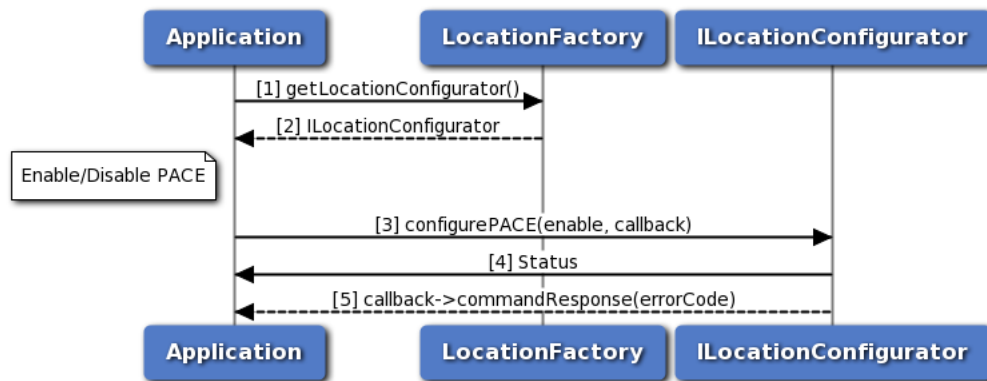 Application
LocationFactory
ILocationConfigurator
[1] getLocationConfigurator()
[2] ILocationConfigurator
Enable/Disable PACE
[3] configurePACE(enable, callback)
[4] Status
[5] callback->commandResponse(errorCode)
Application
LocationFactory
ILocationConfigurator